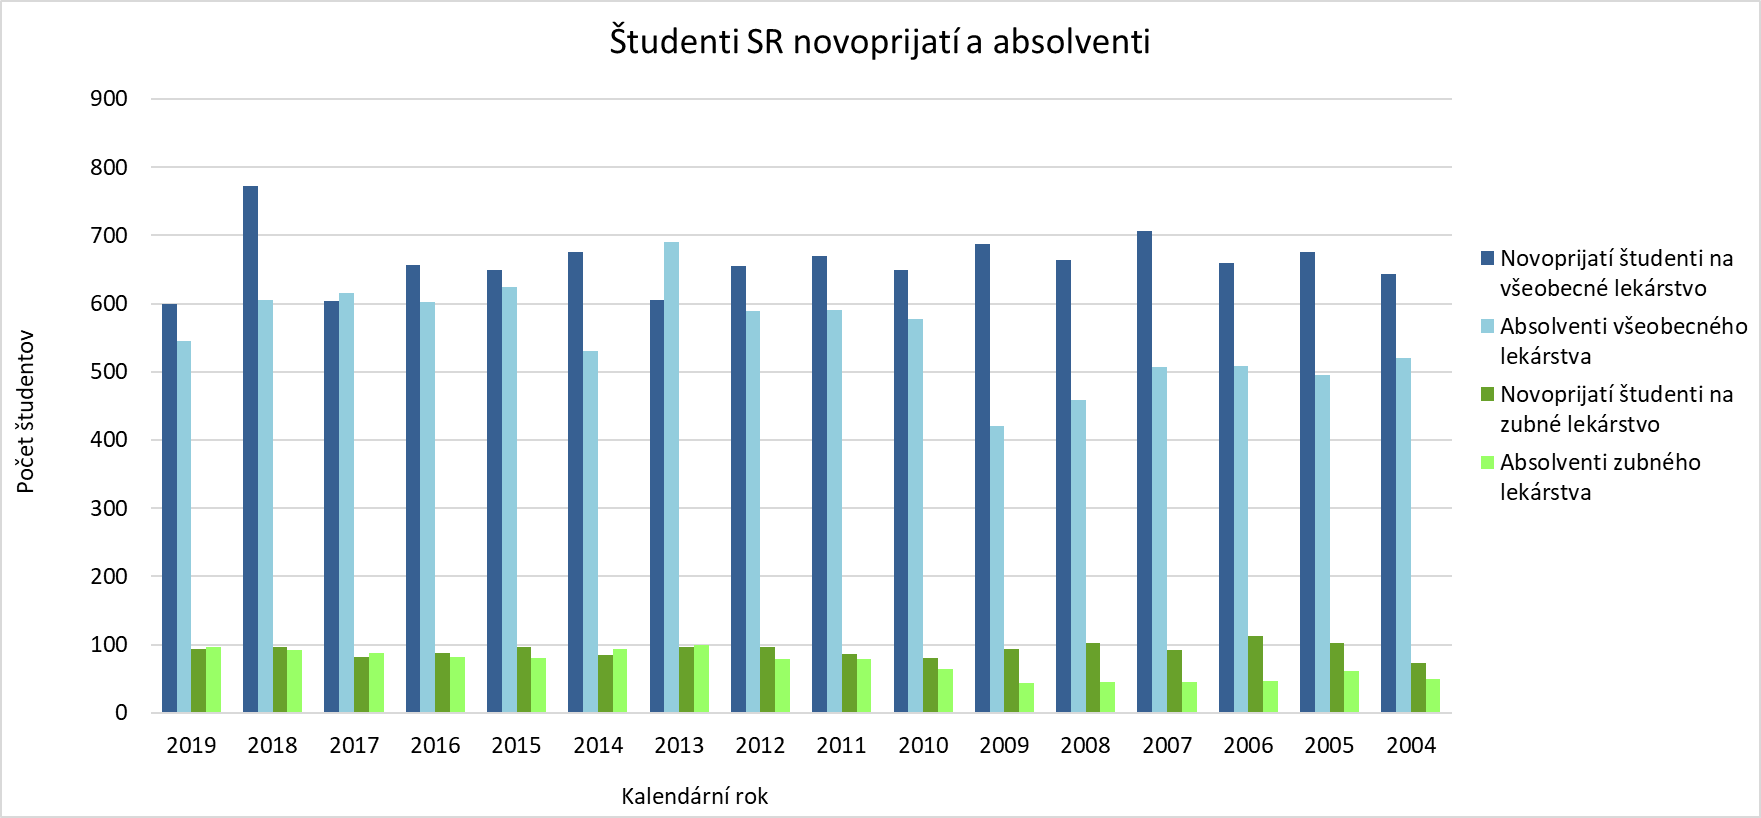 Študenti SR novoprijatí a absolventi
900
800
700
600
500
400
300
200
100
0
Počet študentov
2019 2018 2017 2016 2015 2014 2013 2012 2011 2010 2009 2008 2007 2006 2005 2004
Kalendární rok
Novoprijatí študenti na
všeobecné lekárstvo
Absolventi všeobecného
lekárstva
Novoprijatí študenti na
zubné lekárstvo
Absolventi zubného
lekárstva